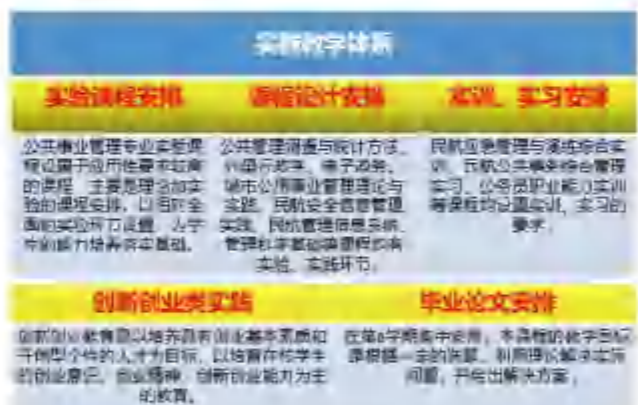 实践教学体系
实验课程安排 课程设计安排 实训、实习安排
公共事业管理专业实验课
程设置于应用性要求较高
的课程,主要是理论加实
验的课程安排,以相对全
面的实验环节设置,为学
生创能力培养夯实基础。
公共管理调查与统计方法、
行政学、电子政务、
城市公用事业管理理论与
实践、民航安全信息管理
实践、民航管理信息系统、
管理科学基础等课程均有
实验、实践环节。
民航应急管理与演练综合实
训、民航公共事务综合管理
实习、公务员职业能力实训
等课程均设置实训、实习的
要求。
创新创业类实践 毕业论文安排
创新创业教育是以培养具有创业基本素质和
开创型个性的人才为目标,以培育在校学生
的创业意识、创业精神、创新创业能力为主
的教育。
在第8学期集中安排,本课程的教学目标
是根据一定的选题,利用理论解决实际
问题,并给出解决方案。